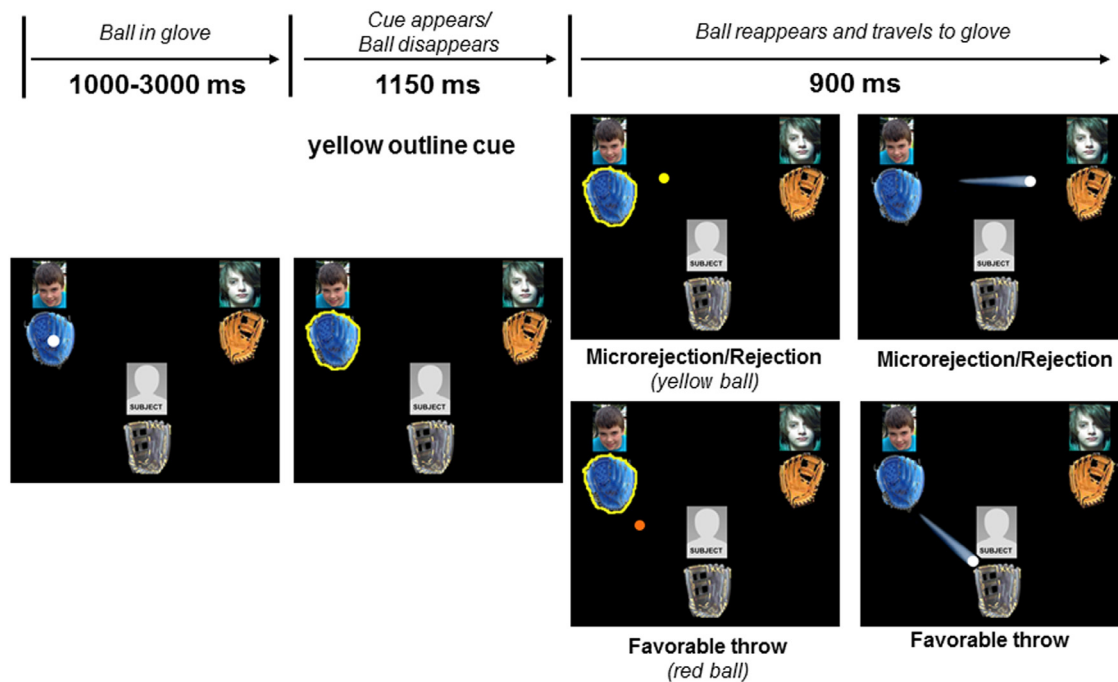 Ball in glove
1000-3000 ms
Cue appears/
Ball disappears
1150 ms
Ball reappears and travels to glove
900 ms
yellow outline cue
SUBJECT
SUBJECT
SUBJECT
SUBJECT
Microrejection/Rejection
(yellow ball)
Microrejection/Rejection
SUBJECT
SUBJECT
Favorable throw
(red ball)
Favorable throw